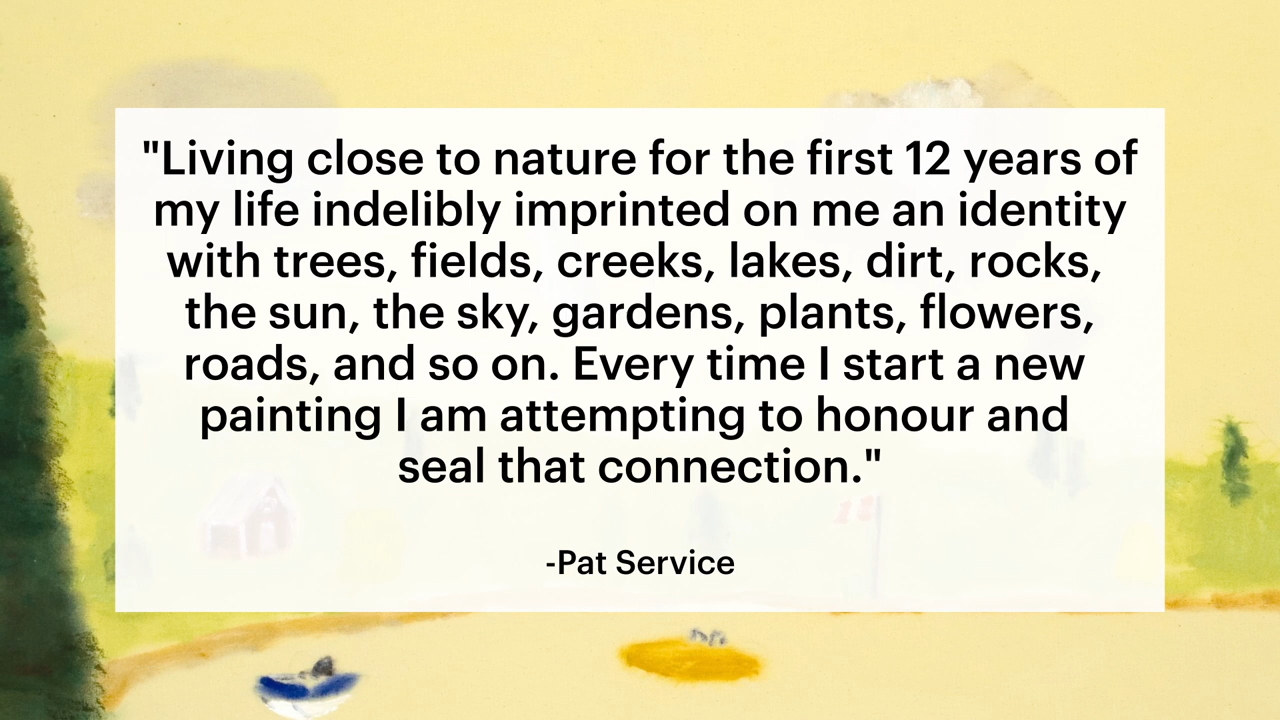 "Living close to nature for the first 12 years of
my life indelibly imprinted on me an identity
with trees, fields, creeks, lakes, dirt, rocks,
the sun, the sky, gardens, plants, flowers,
roads, and so on. Every time I start a new
painting I am attempting to honour and
seal that connection."
-Pat Service